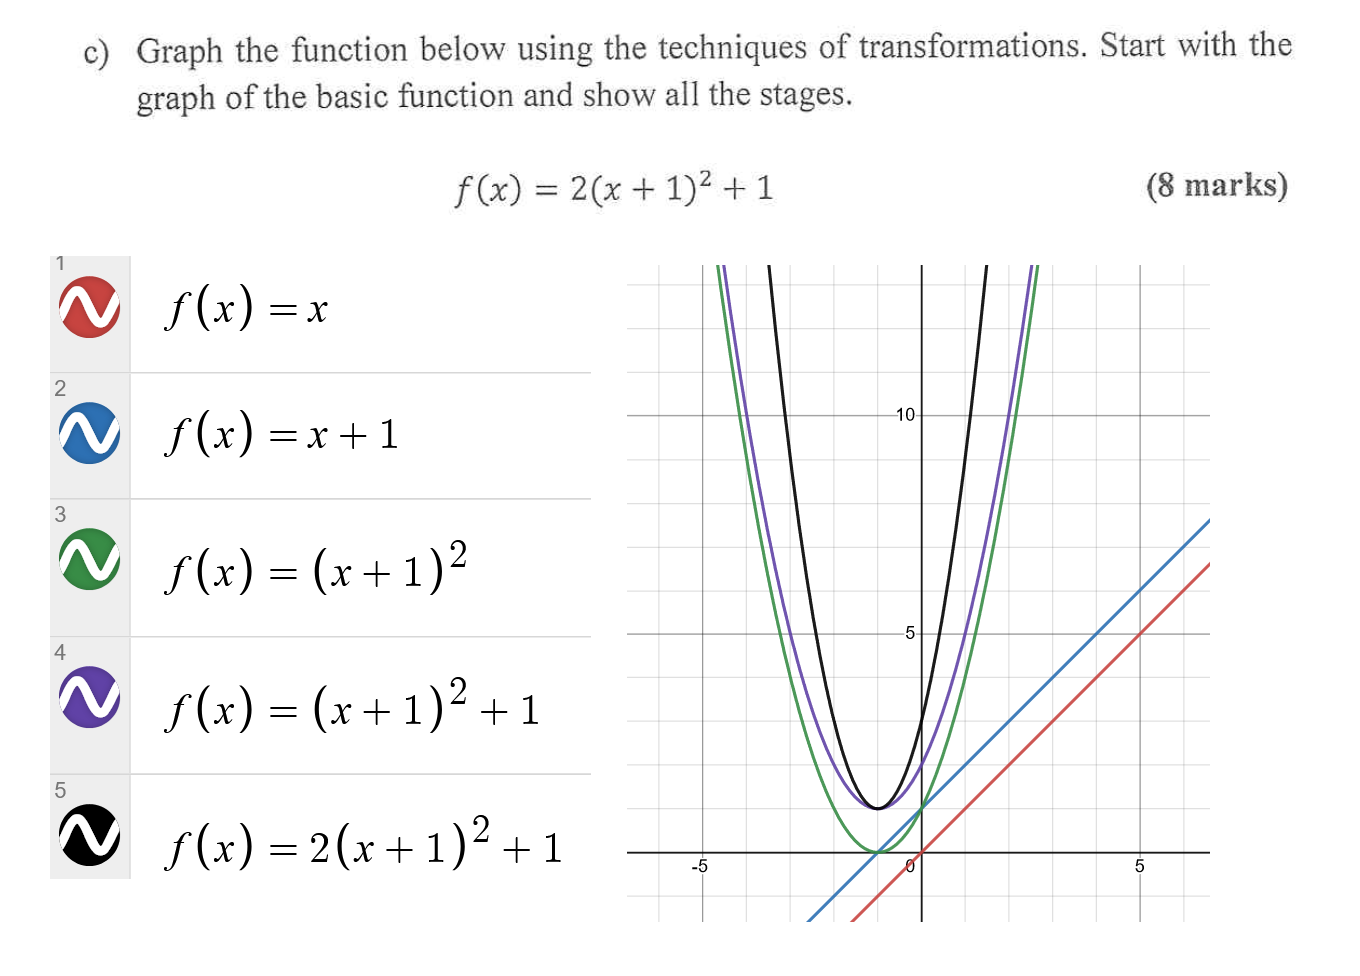 c) Graph the function below using the techniques of transformations. Start with the
graph of the basic function and show all the stages.
f(x) = 2(x + 1)² + 1 (8 marks)
1
f(x) = x
2
f(x) = x + 1
3
f(x) = (x + 1)²
4
f(x) = (x + 1)² + 1
5
f(x) = 2(x + 1)² + 1
10
5
-5 0 5